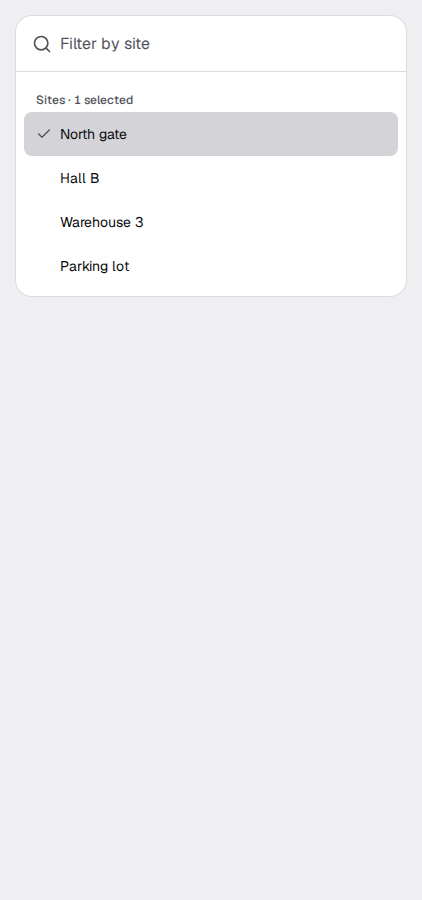 Filter by site
Sites · 1 selected
North gate
Hall B
Warehouse 3
Parking lot